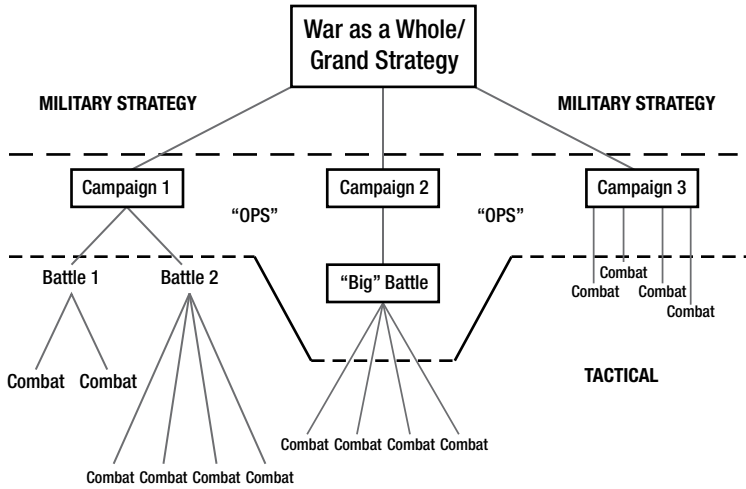 War as a Whole/
Grand Strategy
MILITARY STRATEGY
MILITARY STRATEGY
Campaign 1
Campaign 2
Campaign 3
“OPS”
“OPS”
Battle 1
Battle 2
“Big” Battle
Combat
Combat
Combat
Combat
Combat
Combat
TACTICAL
Combat
Combat
Combat
Combat
Combat
Combat
Combat
Combat